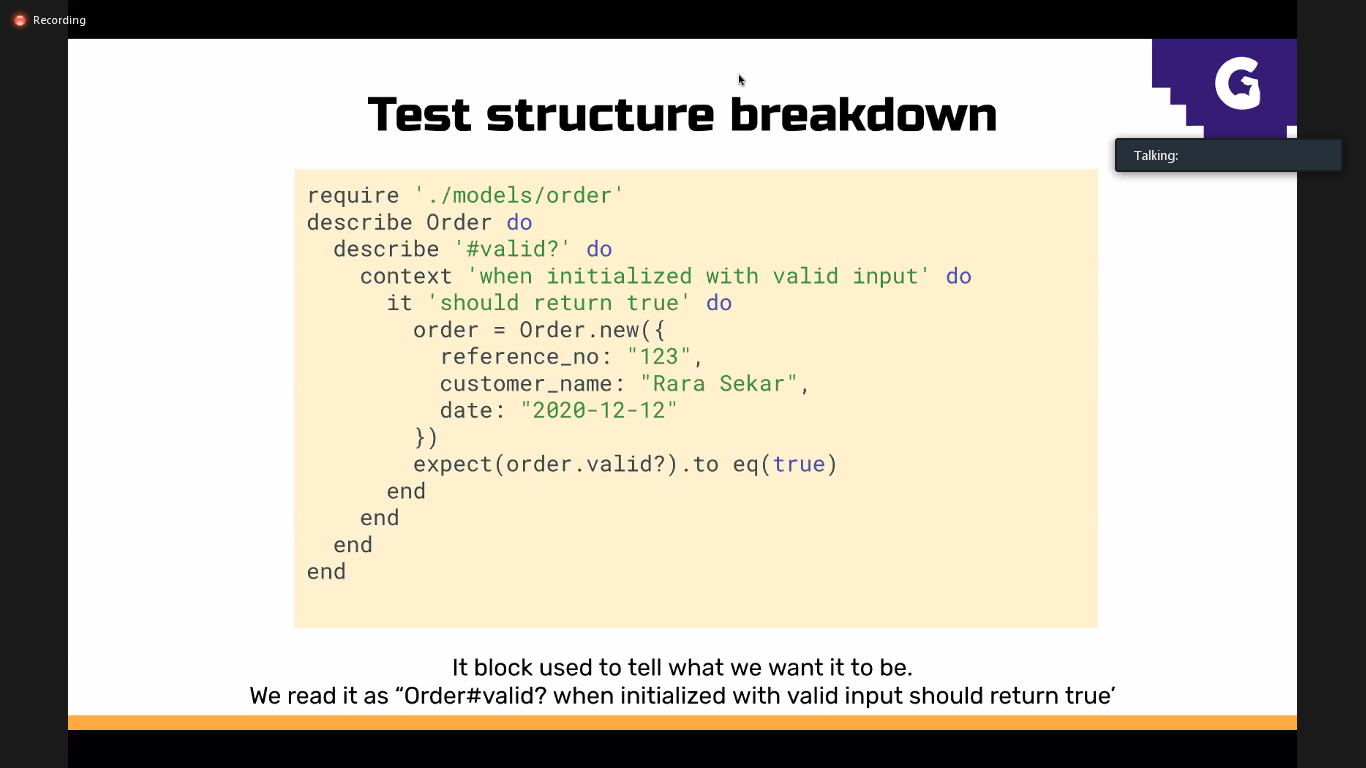 Recording
G
Test structure breakdown
Talking:
require './models/order'
describe Order do
  describe '#valid?' do
    context 'when initialized with valid input' do
      it 'should return true' do
        order = Order.new({
          reference_no: "123",
          customer_name: "Rara Sekar",
          date: "2020-12-12"
        })
        expect(order.valid?).to eq(true)
      end
    end
  end
end
It block used to tell what we want it to be.
We read it as “Order#valid? when initialized with valid input should return true’